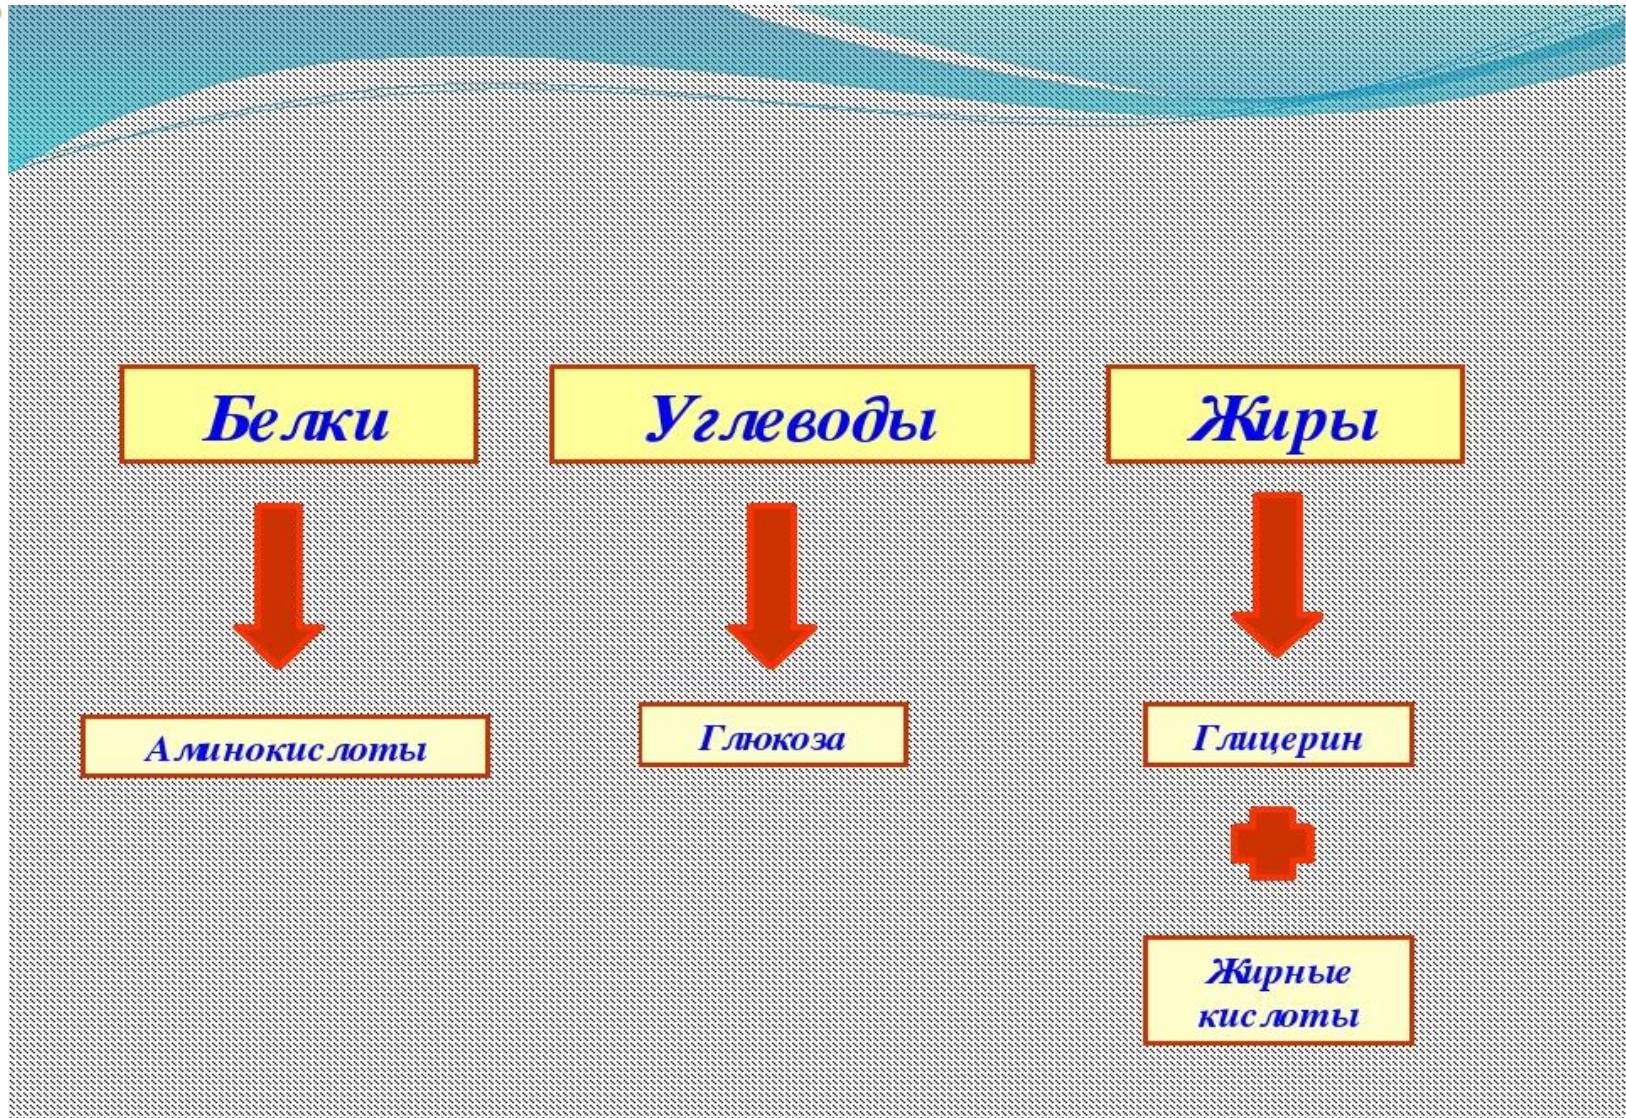 Белки
Углеводы
Жиры
Аминокислоты
Глюкоза
Глицерин
Жирные
кислоты